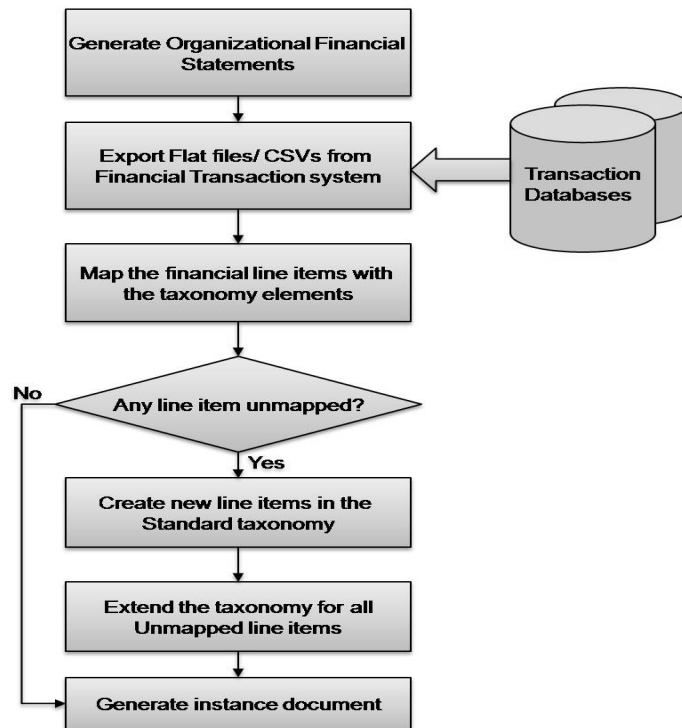 Generate Organizational Financial
Statements
Export Flat files/ CSVs from
Financial Transaction system
Transaction
Databases
Map the financial line items with
the taxonomy elements
No
Any line item unmapped?
Yes
Create new line items in the
Standard taxonomy
Extend the taxonomy for all
Unmapped line items
Generate instance document